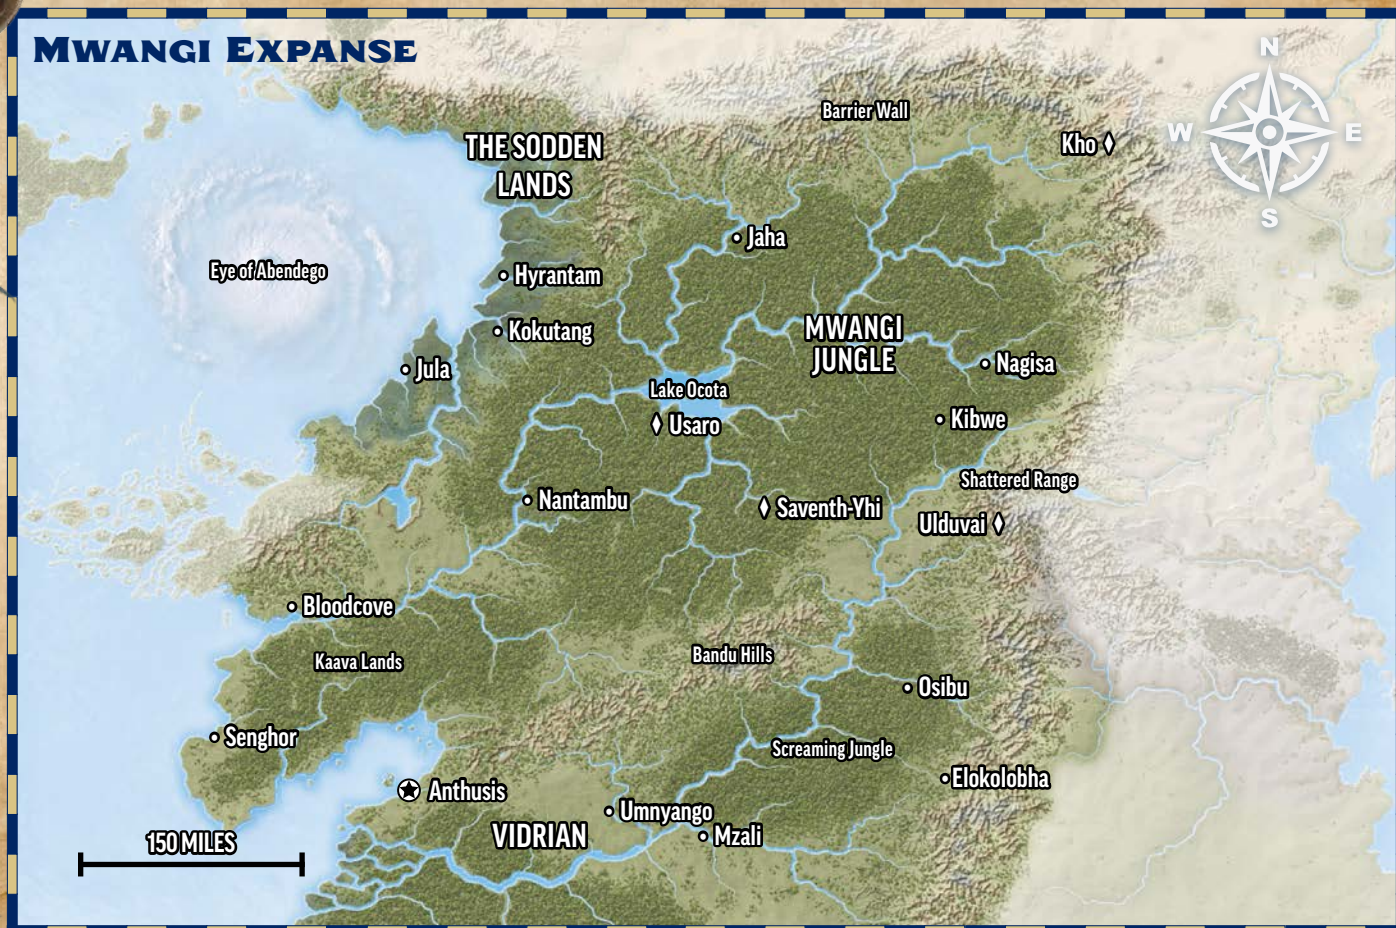 MWANGI EXPANSE
N
W
E
S
Barrier Wall
Kho
THE SODDEN
LANDS
Jaha
Eye of Abendego
Hyrantam
Kokutang
MWANGI
JUNGLE
Jula
Nagisa
Lake Ocota
Usaro
Kibwe
Shattered Range
Nantambu
Saventh-Yhi
Ulduvai
Bloodcove
Kaava Lands
Bandu Hills
Osibu
Senghor
Screaming Jungle
Elokolobha
Anthusis
Umnyango
VIDRIAN
Mzali
150 MILES